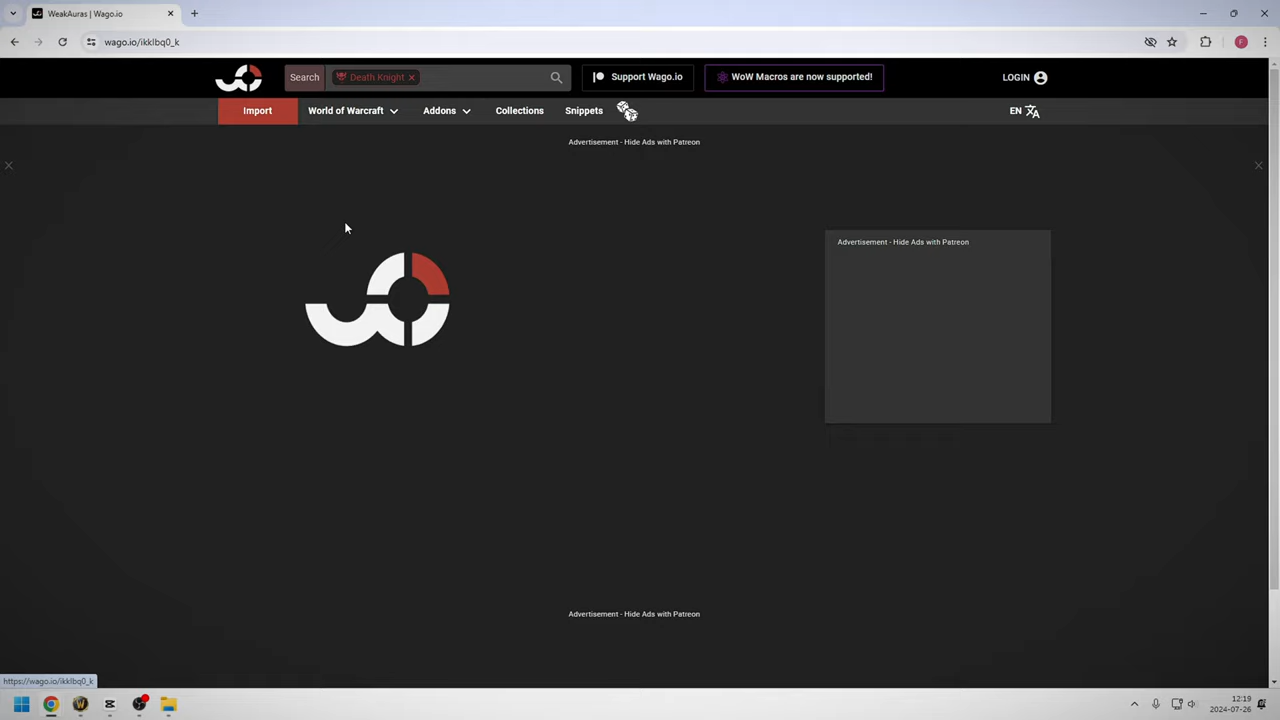 WeakAuras | Wago.io
wago.io/ikklbq0_k
F
Search
Death Knight
Support Wago.io
WoW Macros are now supported!
LOGIN
Import
World of Warcraft
Addons
Collections
Snippets
EN
Advertisement - Hide Ads with Patreon
Advertisement - Hide Ads with Patreon
Advertisement - Hide Ads with Patreon
https://wago.io/ikklbq0_k
12:19
2024-07-26